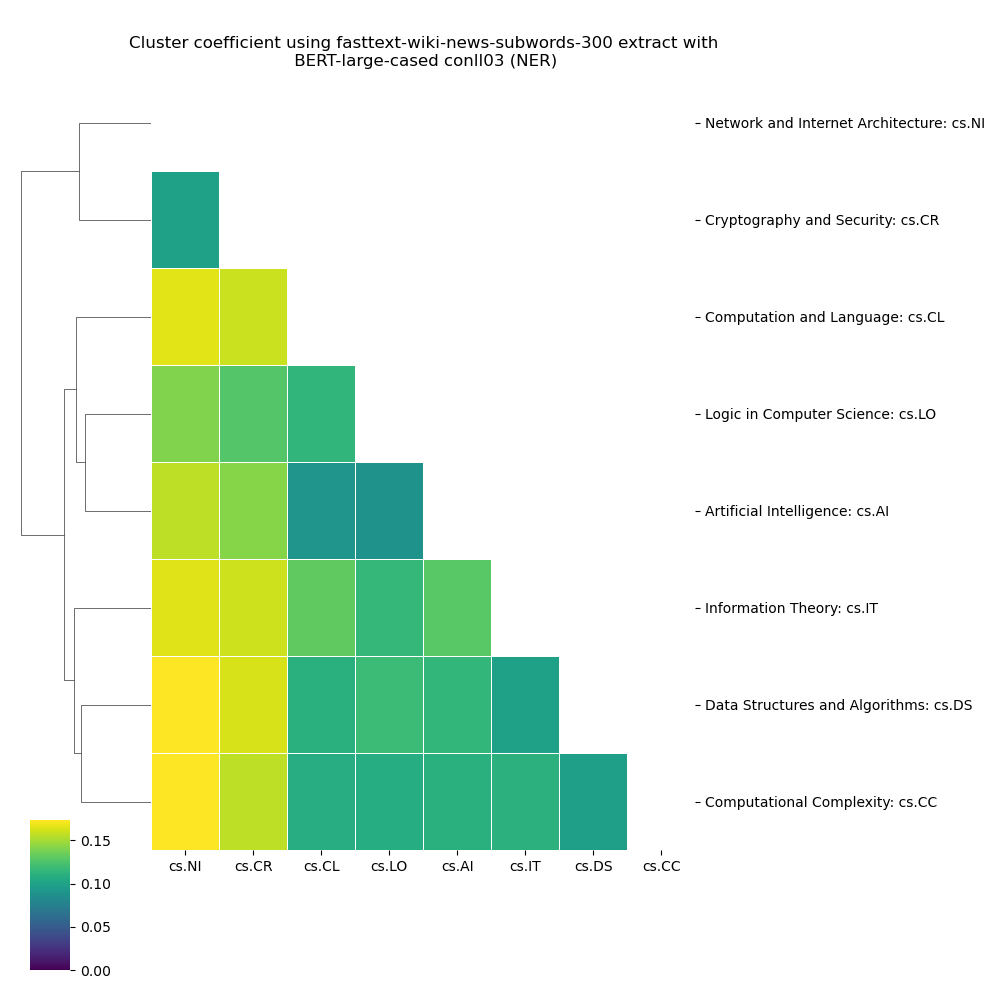 Cluster coefficient using fasttext-wiki-news-subwords-300 extract with
BERT-large-cased conll03 (NER)
Network and Internet Architecture: cs.NI
Cryptography and Security: cs.CR
Computation and Language: cs.CL
Logic in Computer Science: cs.LO
Artificial Intelligence: cs.AI
Information Theory: cs.IT
Data Structures and Algorithms: cs.DS
Computational Complexity: cs.CC
cs.NI cs.CR cs.CL cs.LO cs.AI cs.IT cs.DS cs.CC
0.15
0.10
0.05
0.00